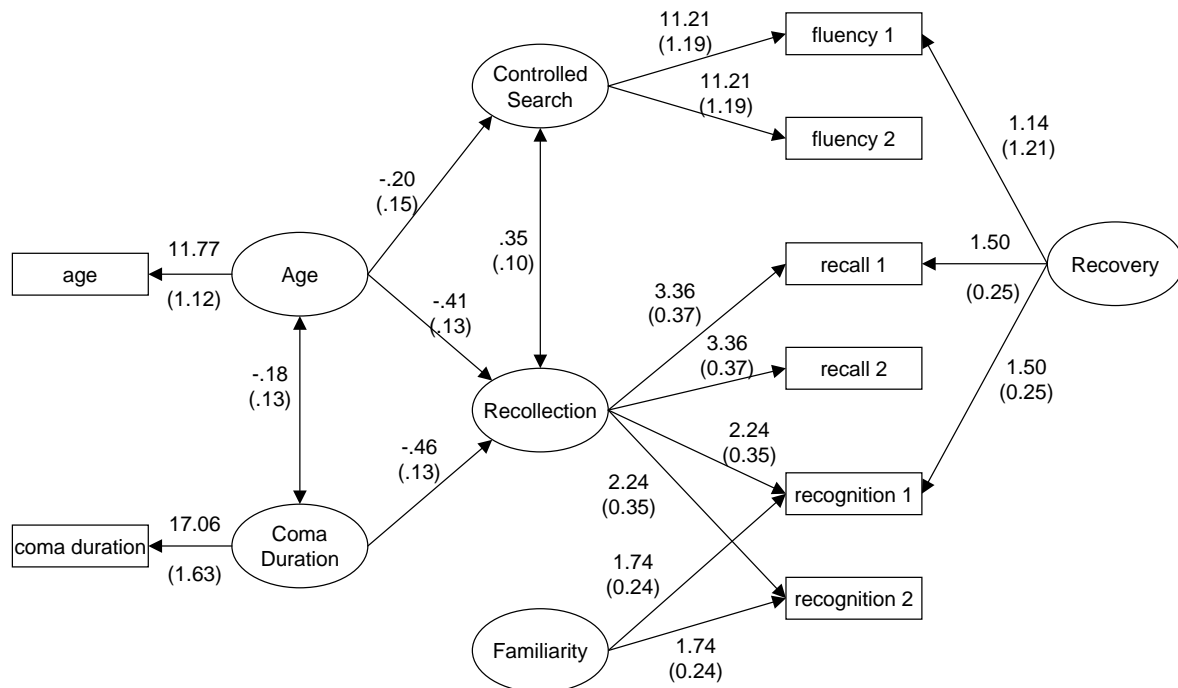 11.21
(1.19)
fluency 1
Controlled
Search
11.21
(1.19)
fluency 2
1.14
(1.21)
-.20
(.15)
.35
(.10)
11.77
(1.12)
age
Age
recall 1
1.50
(0.25)
Recovery
3.36
(0.37)
-.41
(.13)
3.36
(0.37)
recall 2
-.18
(.13)
1.50
(0.25)
Recollection
-.46
(.13)
2.24
(0.35)
2.24
(0.35)
recognition 1
17.06
(1.63)
coma duration
Coma
Duration
1.74
(0.24)
recognition 2
Familiarity
1.74
(0.24)